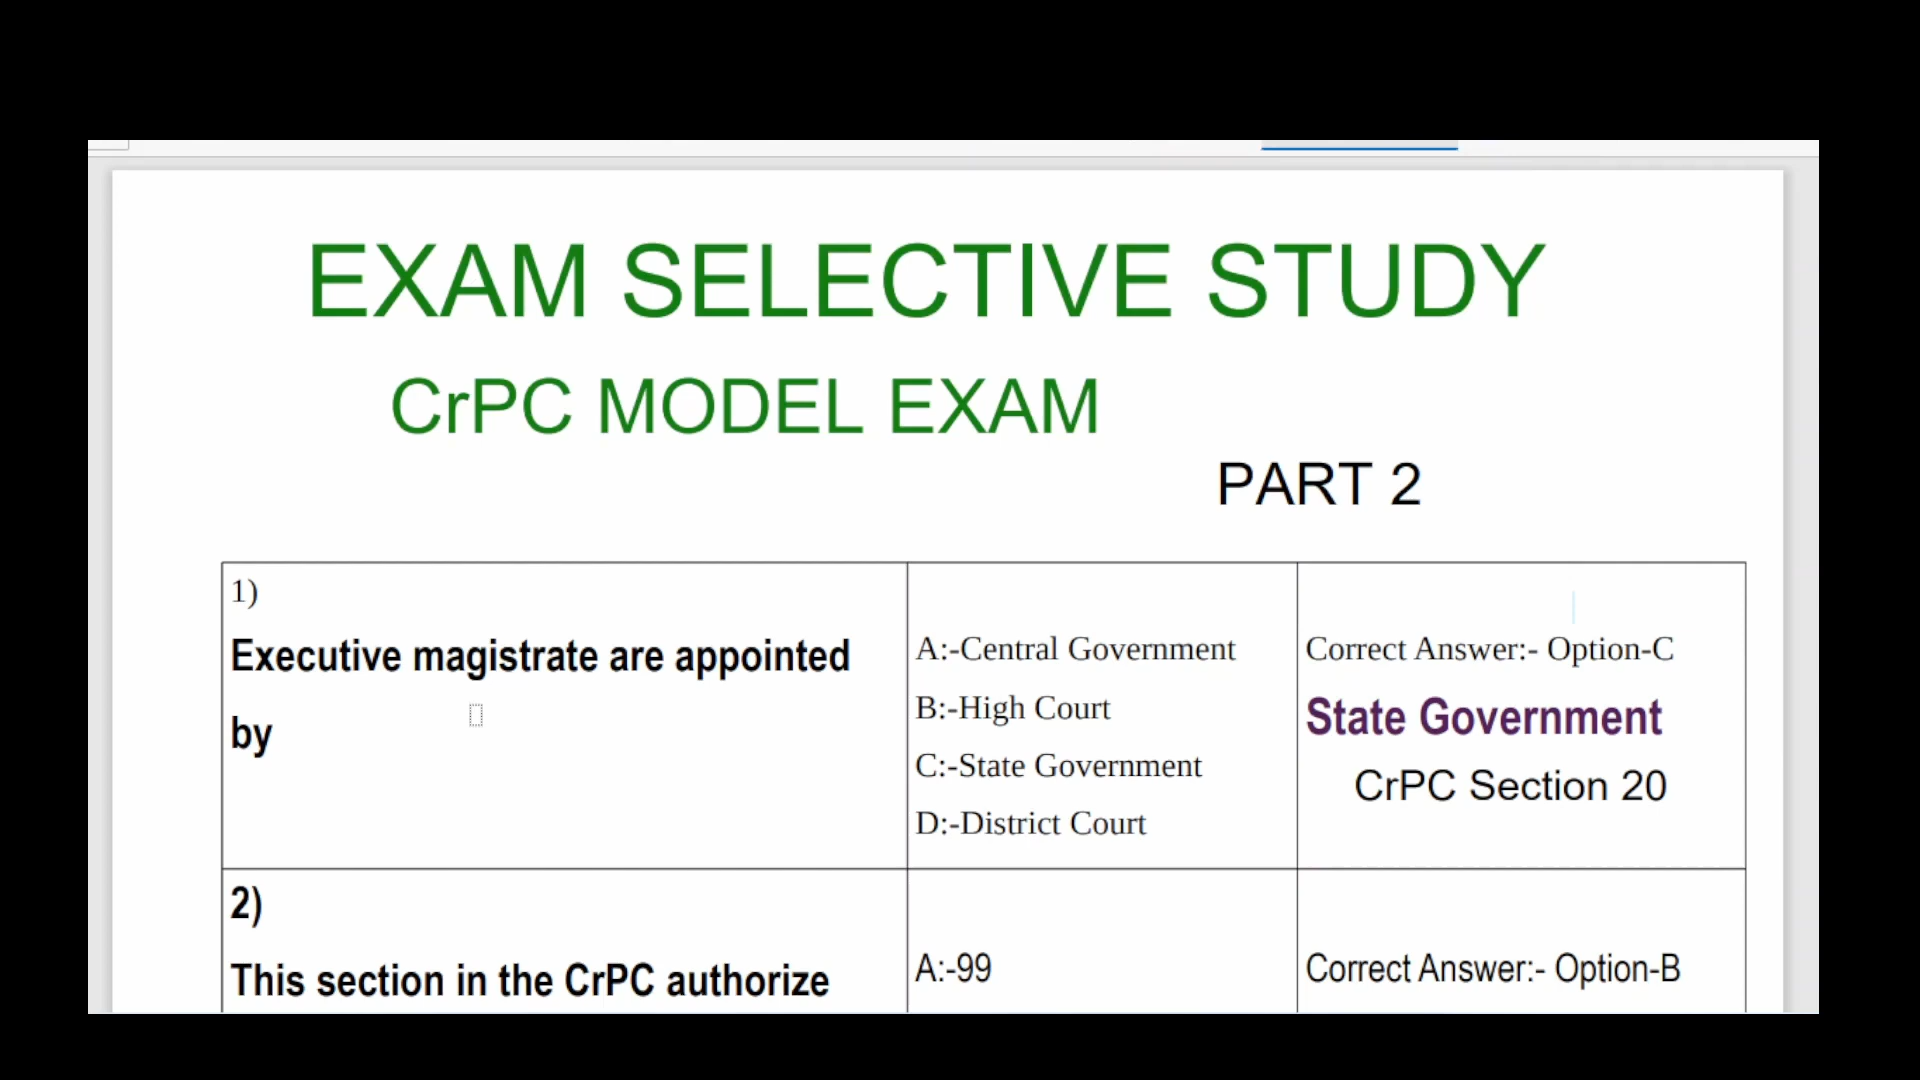 EXAM SELECTIVE STUDY
CrPC MODEL EXAM
PART 2
1)
Executive magistrate are appointed
by
A:-Central Government
B:-High Court
C:-State Government
D:-District Court
Correct Answer:- Option-C
State Government
CrPC Section 20
2)
This section in the CrPC authorize
A:-99
Correct Answer:- Option-B